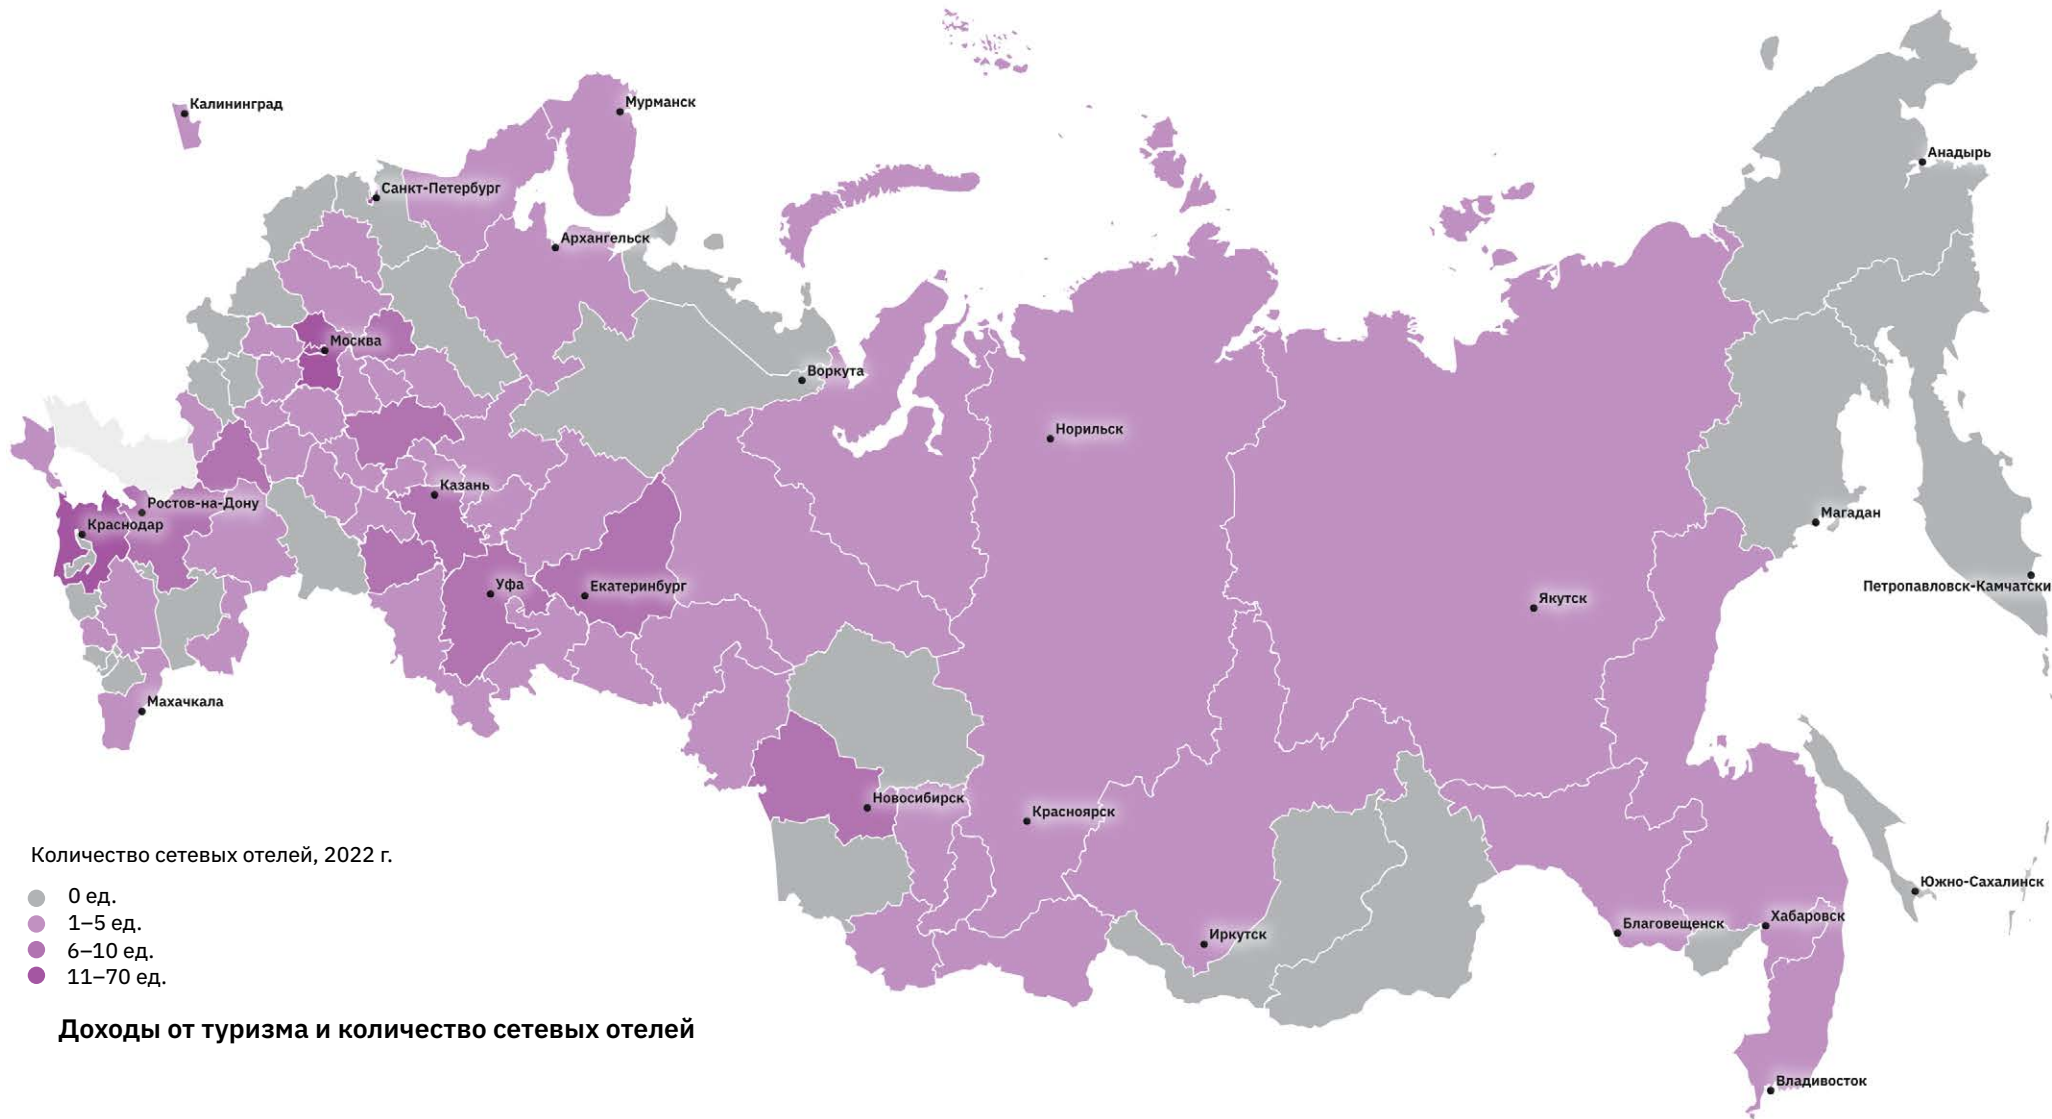 Калининград
Мурманск
Анадырь
Санкт-Петербург
Архангельск
Москва
Воркута
Норильск
Казань
Ростов-на-Дону
Краснодар
Магадан
Уфа
Екатеринбург
Петропавловск-Камчатски
Якутск
Махачкала
Новосибирск
Красноярск
Количество сетевых отелей, 2022 г.
0 ед.
1–5 ед.
6–10 ед.
11–70 ед.
Южно-Сахалинск
Хабаровск
Благовещенск
Иркутск
Доходы от туризма и количество сетевых отелей
Владивосток